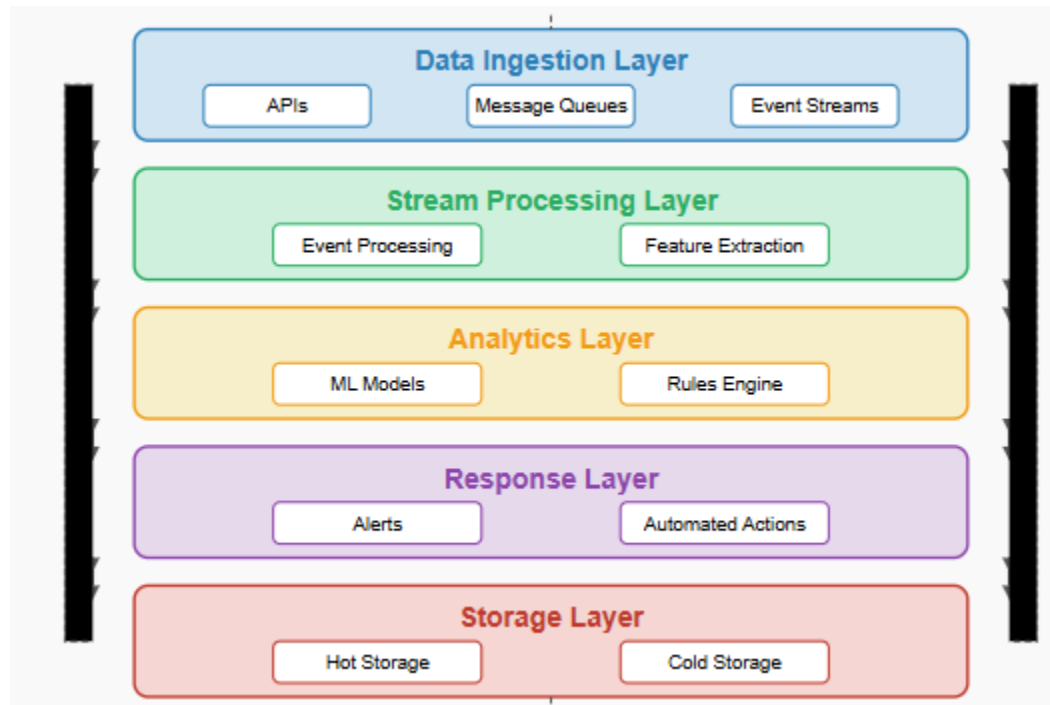 Data Ingestion Layer
APIs
Message Queues
Event Streams
Stream Processing Layer
Event Processing
Feature Extraction
Analytics Layer
ML Models
Rules Engine
Response Layer
Alerts
Automated Actions
Storage Layer
Hot Storage
Cold Storage